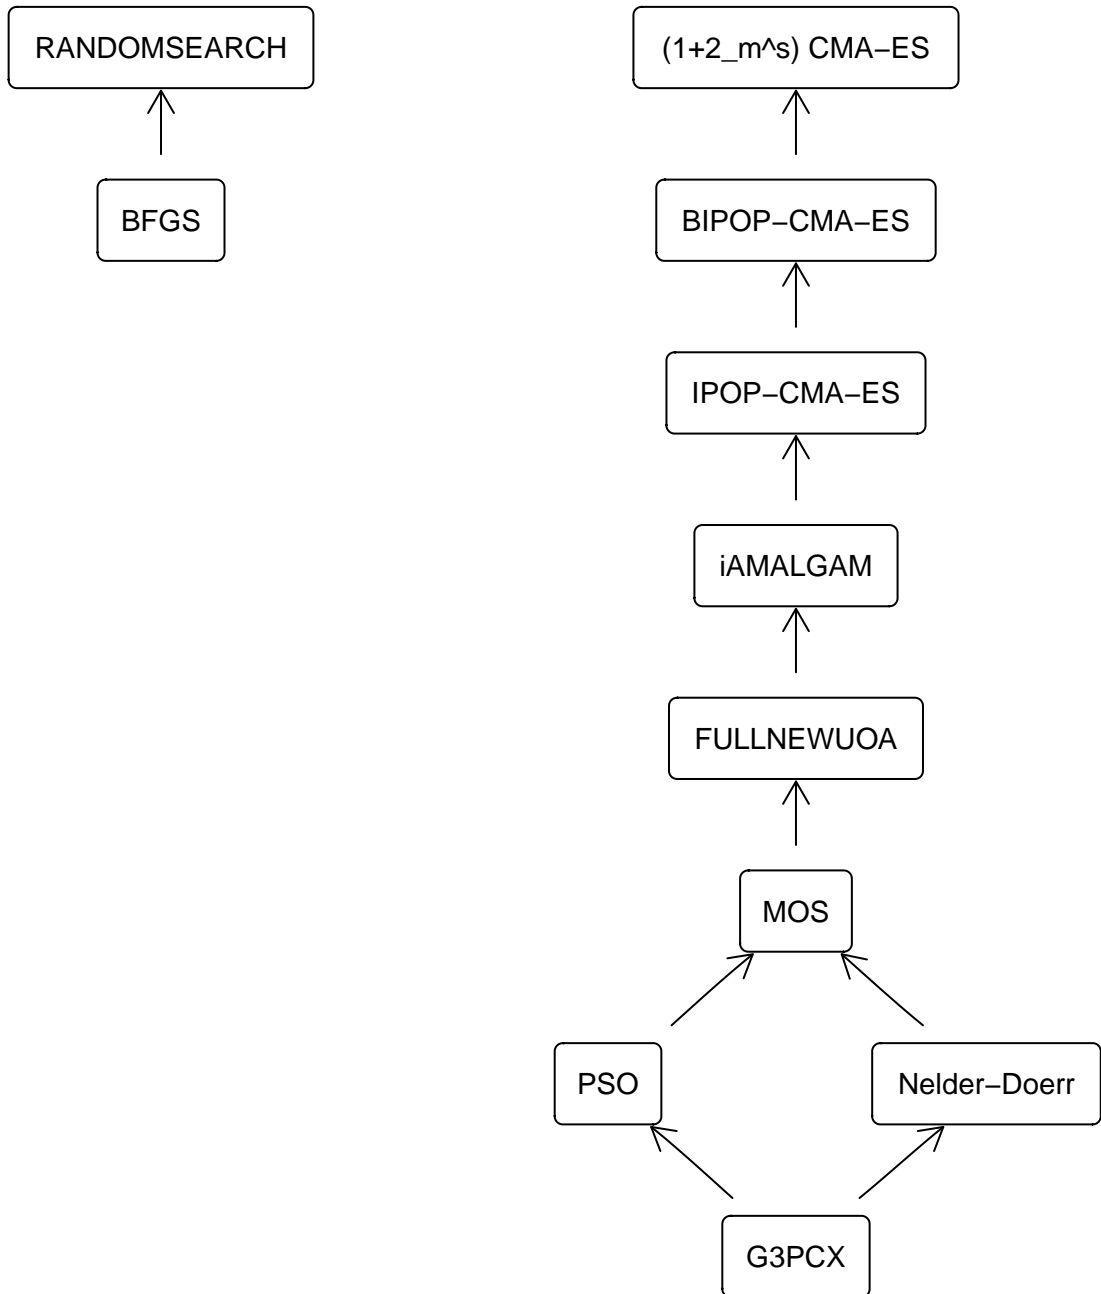 RANDOMSEARCH
(1+2_m^s) CMA−ES
BFGS
BIPOP−CMA−ES
IPOP−CMA−ES
iAMALGAM
FULLNEWUOA
MOS
PSO
Nelder−Doerr
G3PCX